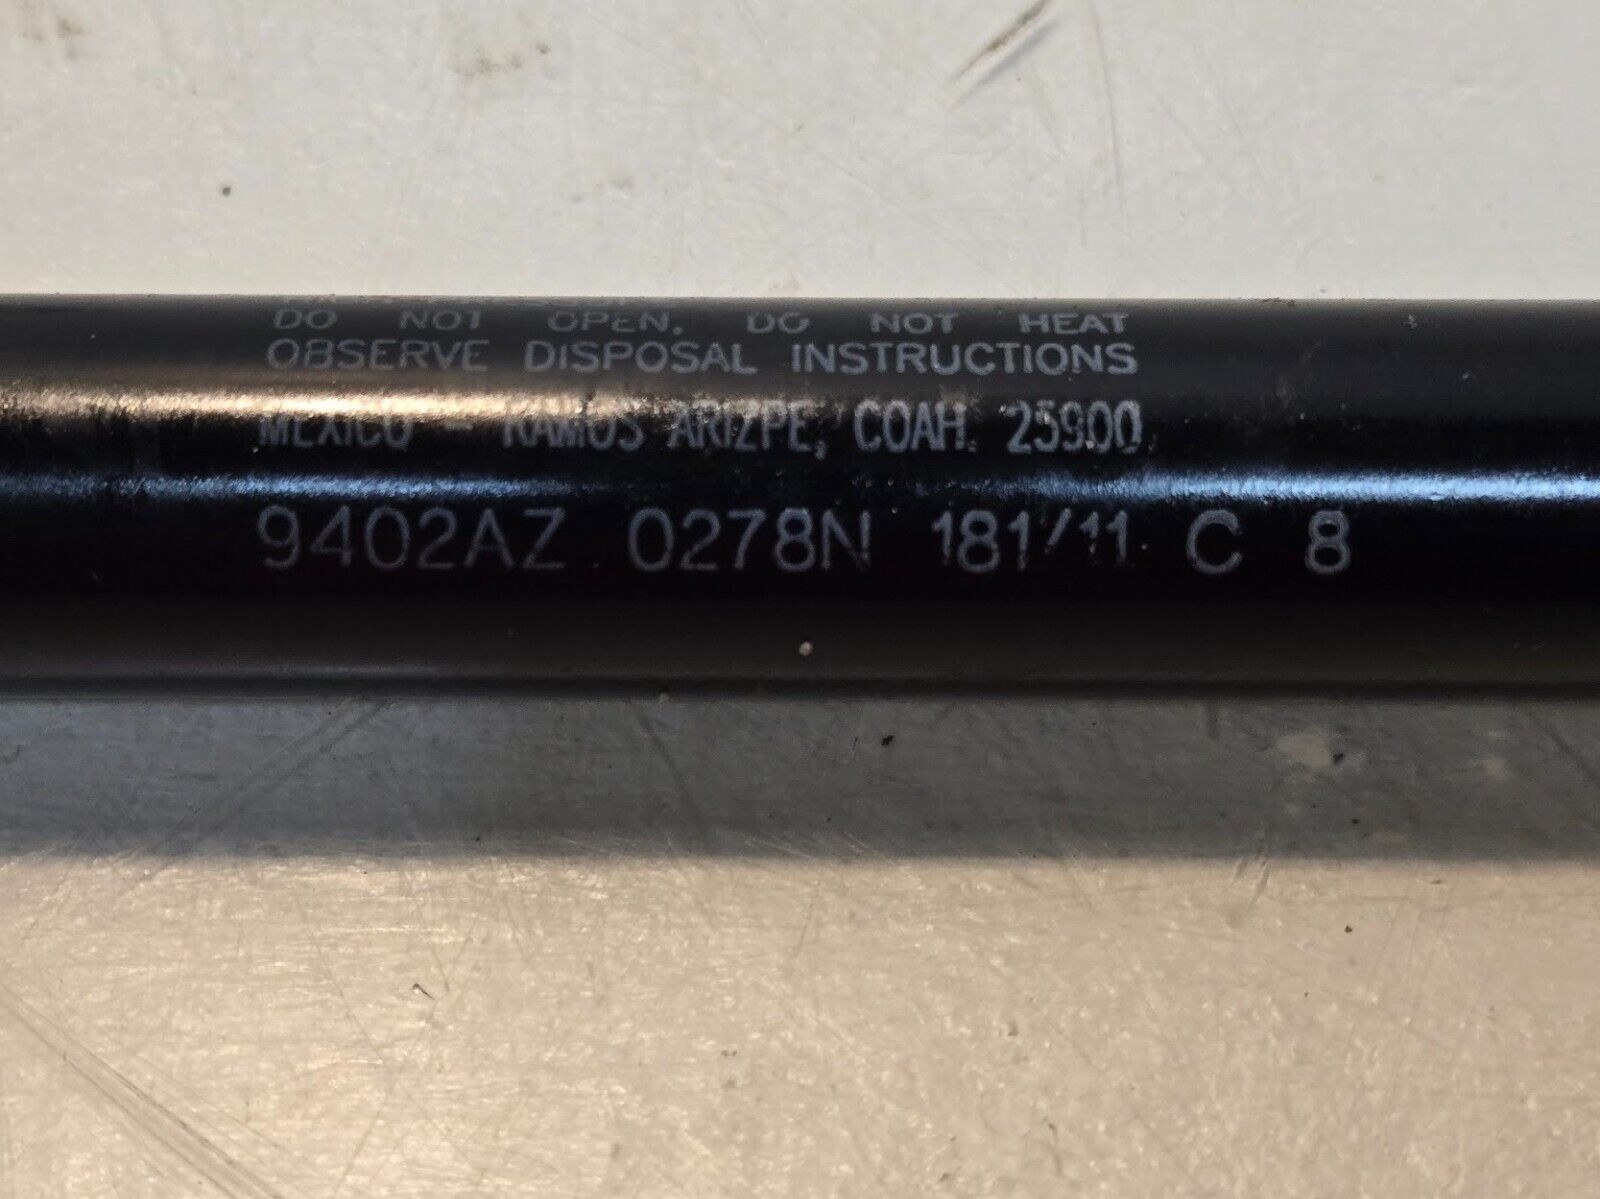 DO NOT OPEN. DO NOT HEAT
OBSERVE DISPOSAL INSTRUCTIONS
MEXICO - RAMOS ARIZPE, COAH. 25900
9402AZ 0278N 181/11 C 8